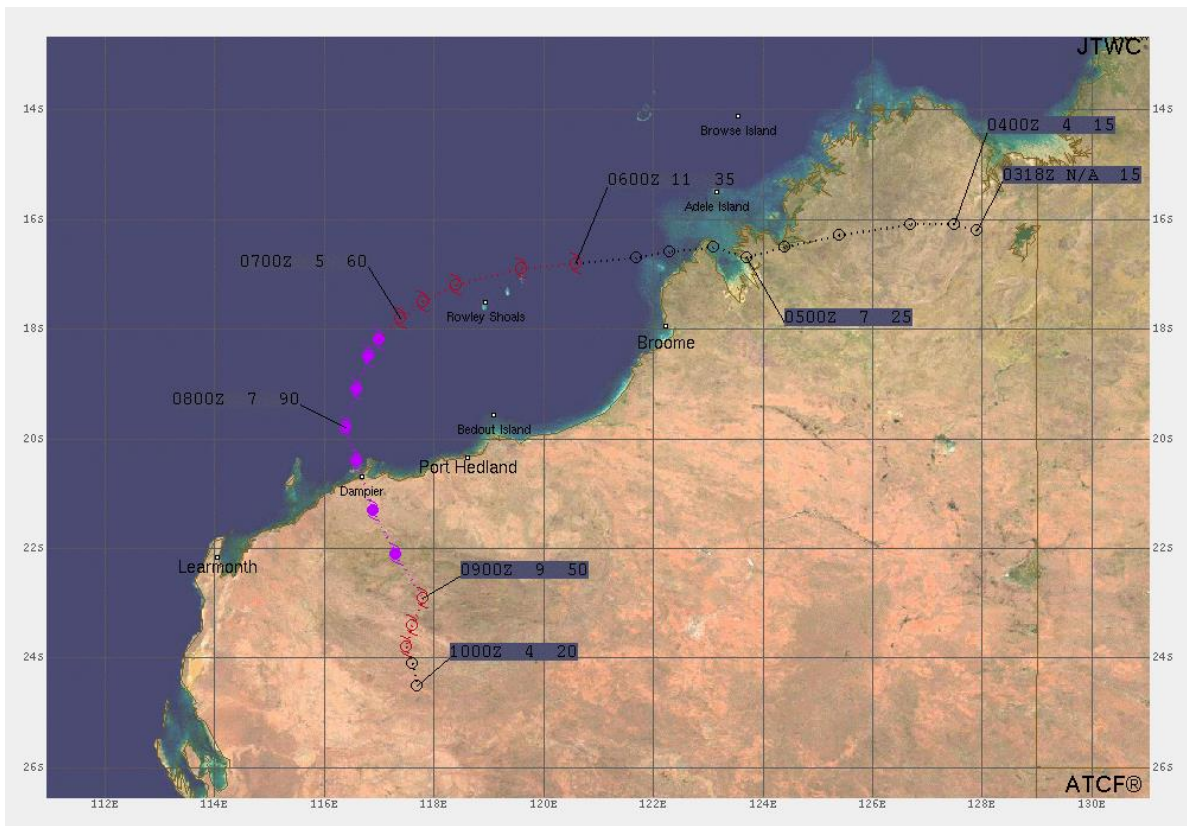 JTWC
14S
14S
Browse Island
0400Z 4 15
0318Z N/A 15
0600Z 11 35
Adele Island
16S
16S
0700Z 5 60
Rowley Shoals
0500Z 7 25
18S
18S
Broome
0800Z 7 90
Bedout Island
20S
20S
Port Hedland
Dampier
22S
22S
Learmonth
0900Z 9 50
1000Z 4 20
24S
24S
26S
26S
ATCF®
112E 114E 116E 118E 120E 122E 124E 126E 128E 130E